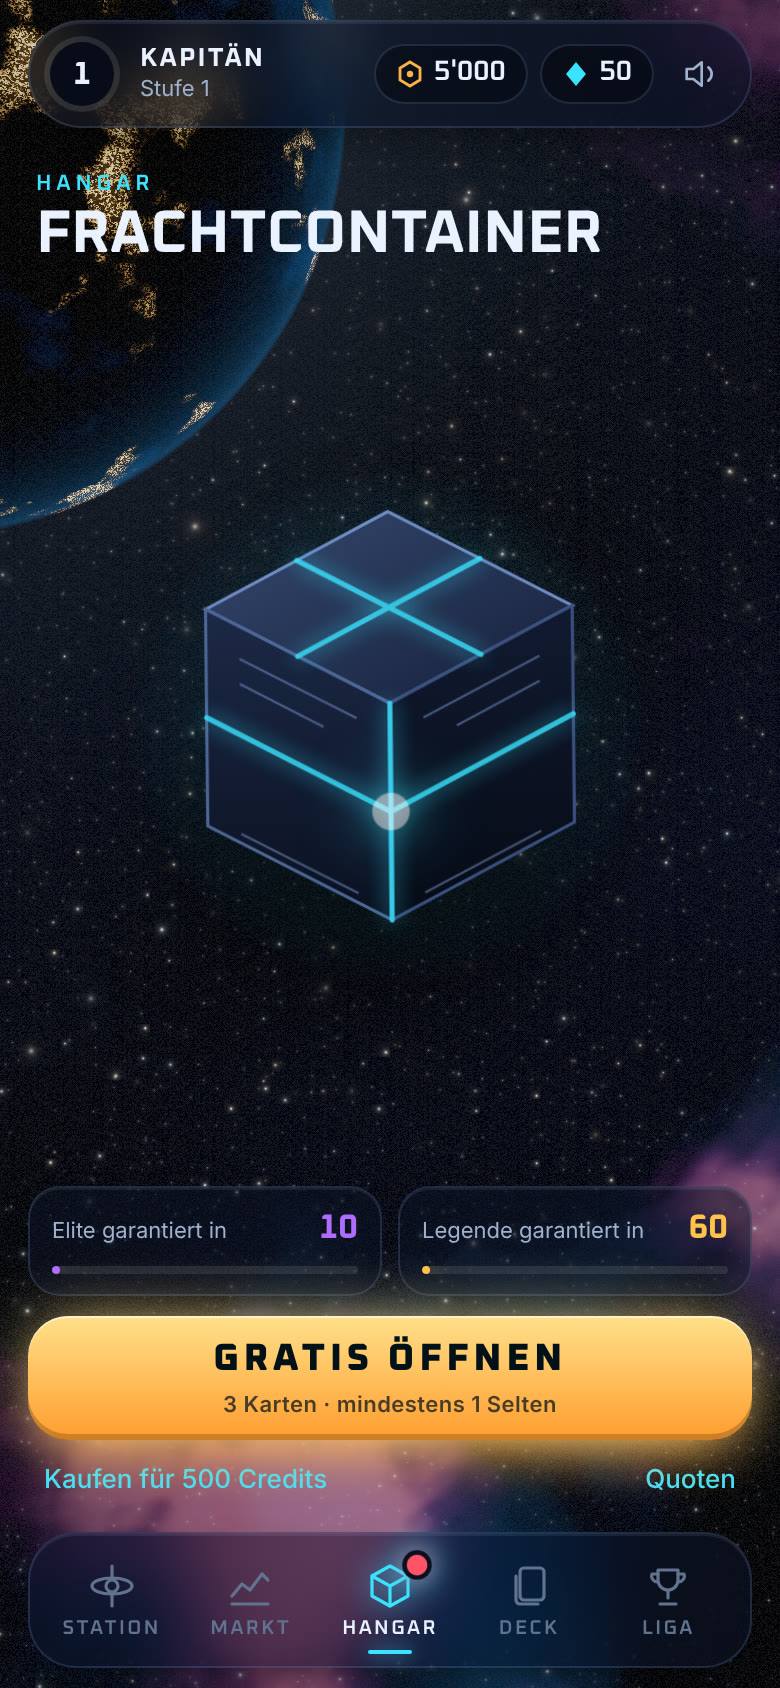 1
KAPITÄN
Stufe 1
5'000
50
HANGAR
FRACHTCONTAINER
Elite garantiert in
10
Legende garantiert in
60
GRATIS ÖFFNEN
3 Karten · mindestens 1 Selten
Kaufen für 500 Credits
Quoten
STATION
MARKT
HANGAR
DECK
LIGA